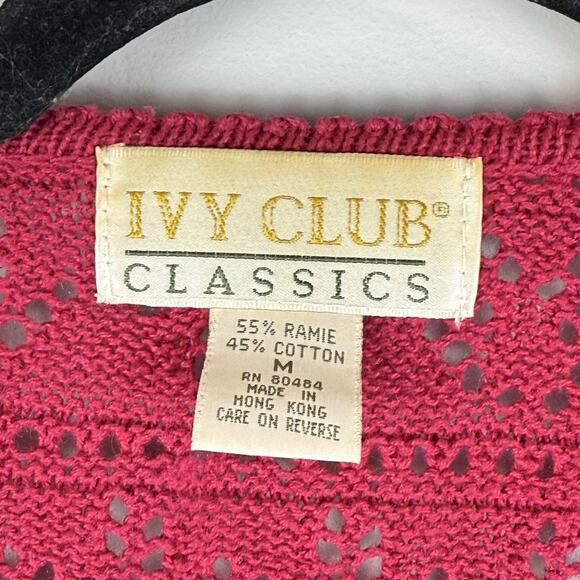 IVY CLUB®
CLASSICS
55% RAMIE
45% COTTON
M
RN 80484
MADE IN
HONG KONG
CARE ON REVERSE